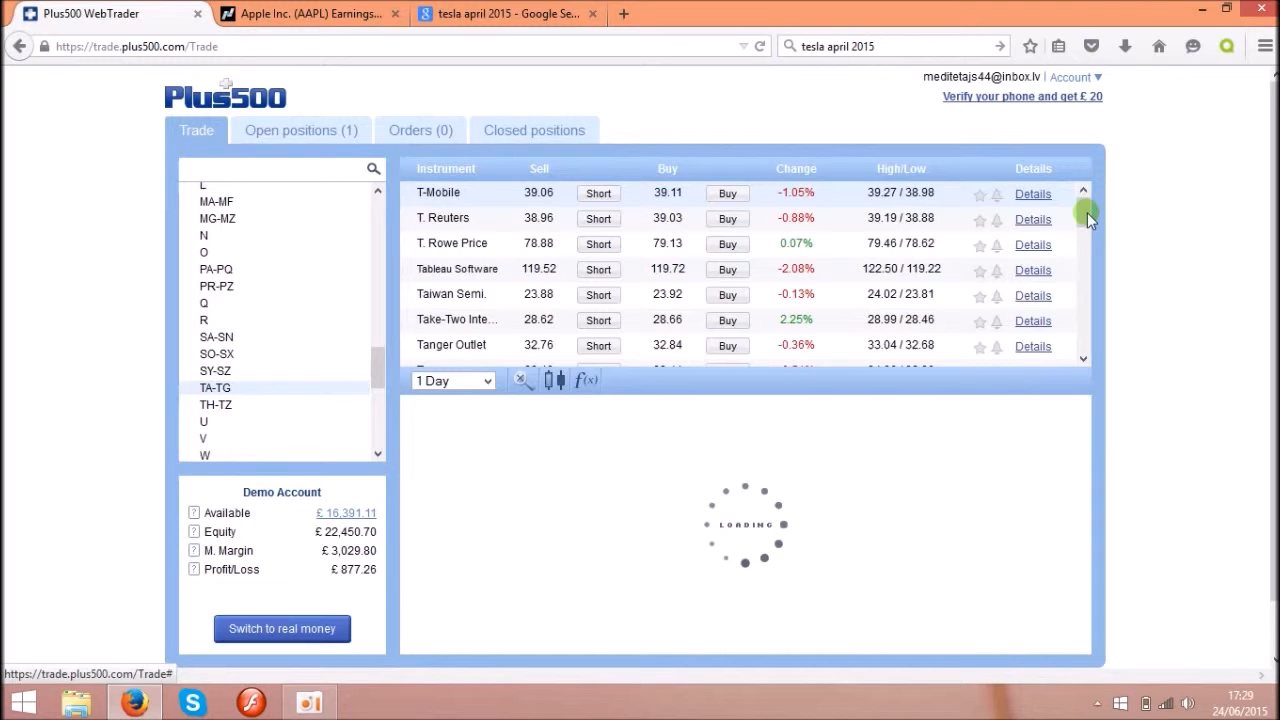 Plus500 WebTrader
Apple Inc. (AAPL) Earnings...
tesla april 2015 - Google Se...
https://trade.plus500.com/Trade
tesla april 2015
meditetajs44@inbox.lv | Account
Verify your phone and get £ 20
Plus500
Trade
Open positions (1)
Orders (0)
Closed positions
Instrument Sell Buy Change High/Low Details
T-Mobile 39.06 Short 39.11 Buy -1.05% 39.27 / 38.98 Details
T. Reuters 38.96 Short 39.03 Buy -0.88% 39.19 / 38.88 Details
T. Rowe Price 78.88 Short 79.13 Buy 0.07% 79.46 / 78.62 Details
Tableau Software 119.52 Short 119.72 Buy -2.08% 122.50 / 119.22 Details
Taiwan Semi. 23.88 Short 23.92 Buy -0.13% 24.02 / 23.81 Details
Take-Two Inte... 28.62 Short 28.66 Buy 2.25% 28.99 / 28.46 Details
Tanger Outlet 32.76 Short 32.84 Buy -0.36% 33.04 / 32.68 Details
L
MA-MF
MG-MZ
N
O
PA-PQ
PR-PZ
Q
R
SA-SN
SO-SX
SY-SZ
TA-TG
TH-TZ
U
V
W
1 Day
f(x)
LOADING
Demo Account
? Available £ 16,391.11
? Equity £ 22,450.70
? M. Margin £ 3,029.80
? Profit/Loss £ 877.26
Switch to real money
https://trade.plus500.com/Trade#
17:29
24/06/2015